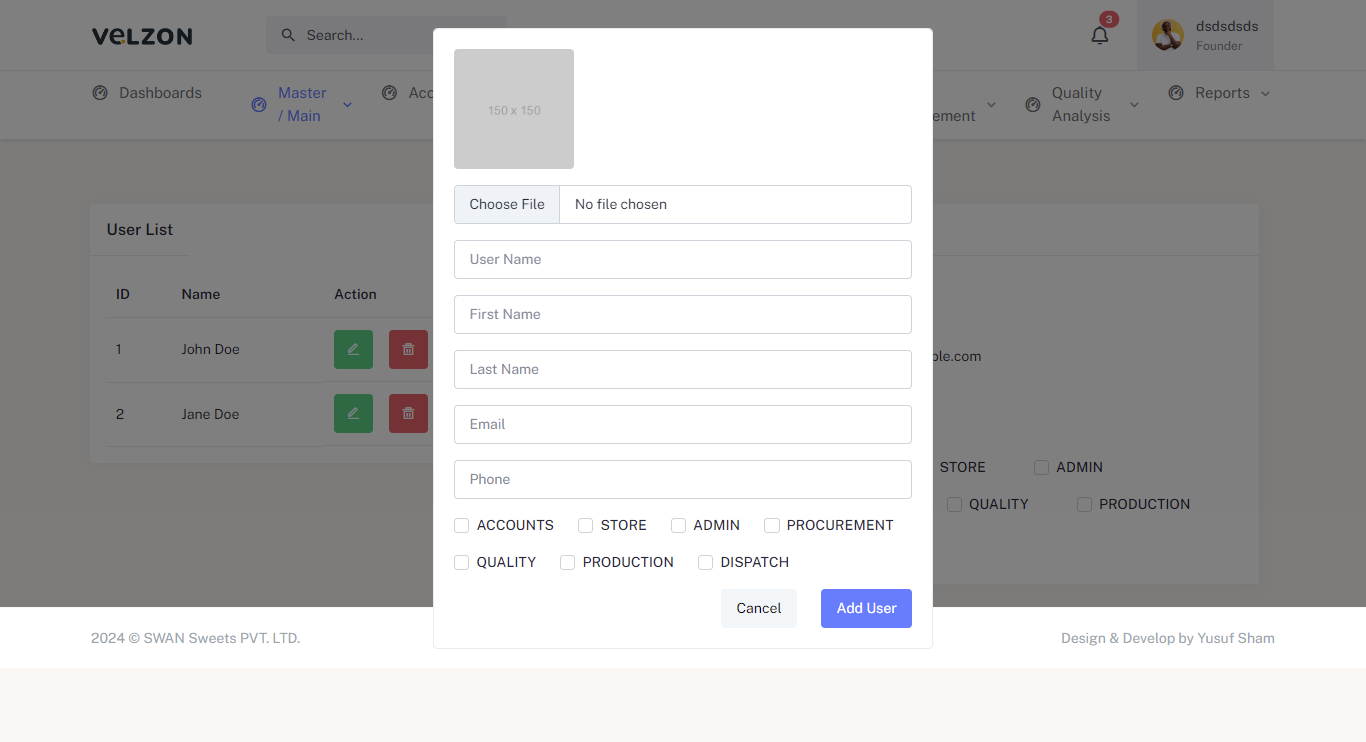 VELZON
Search...
3
dsdsdsds
Founder
Dashboards
Master
/ Main
Acc
ement
Quality
Analysis
Reports
150 x 150
Choose File
No file chosen
User Name
First Name
Last Name
Email
Phone
ACCOUNTS
STORE
ADMIN
PROCUREMENT
QUALITY
PRODUCTION
DISPATCH
Cancel
Add User
User List
ID
Name
Action
1
John Doe
2
Jane Doe
ple.com
STORE
ADMIN
QUALITY
PRODUCTION
2024 © SWAN Sweets PVT. LTD.
Design & Develop by Yusuf Sham